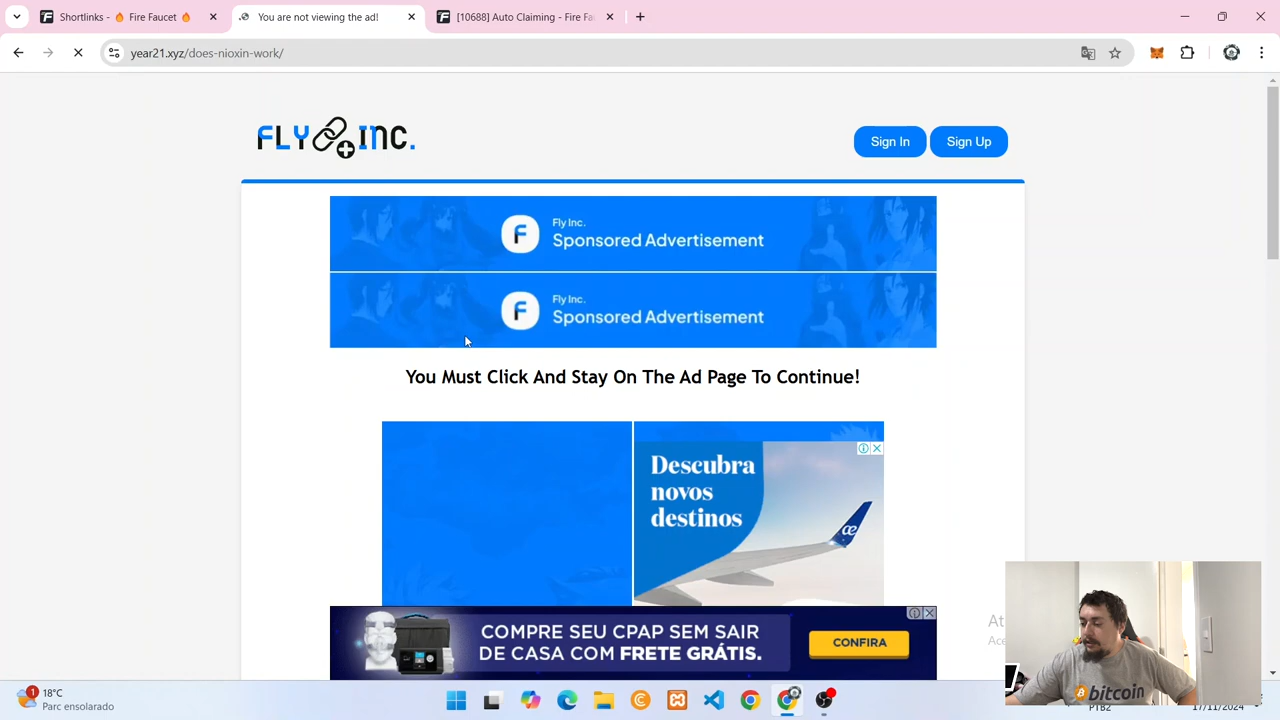 Shortlinks - 🔥 Fire Faucet 🔥
You are not viewing the ad!
[10688] Auto Claiming - Fire Fa
year21.xyz/does-nioxin-work/
FLY INC.
Sign In
Sign Up
Fly Inc.
Sponsored Advertisement
Fly Inc.
Sponsored Advertisement
You Must Click And Stay On The Ad Page To Continue!
Descubra
novos
destinos
COMPRE SEU CPAP SEM SAIR
DE CASA COM FRETE GRÁTIS.
CONFIRA
bitcoin
1
18°C
Parc ensolarado
PTB2
17/11/2024